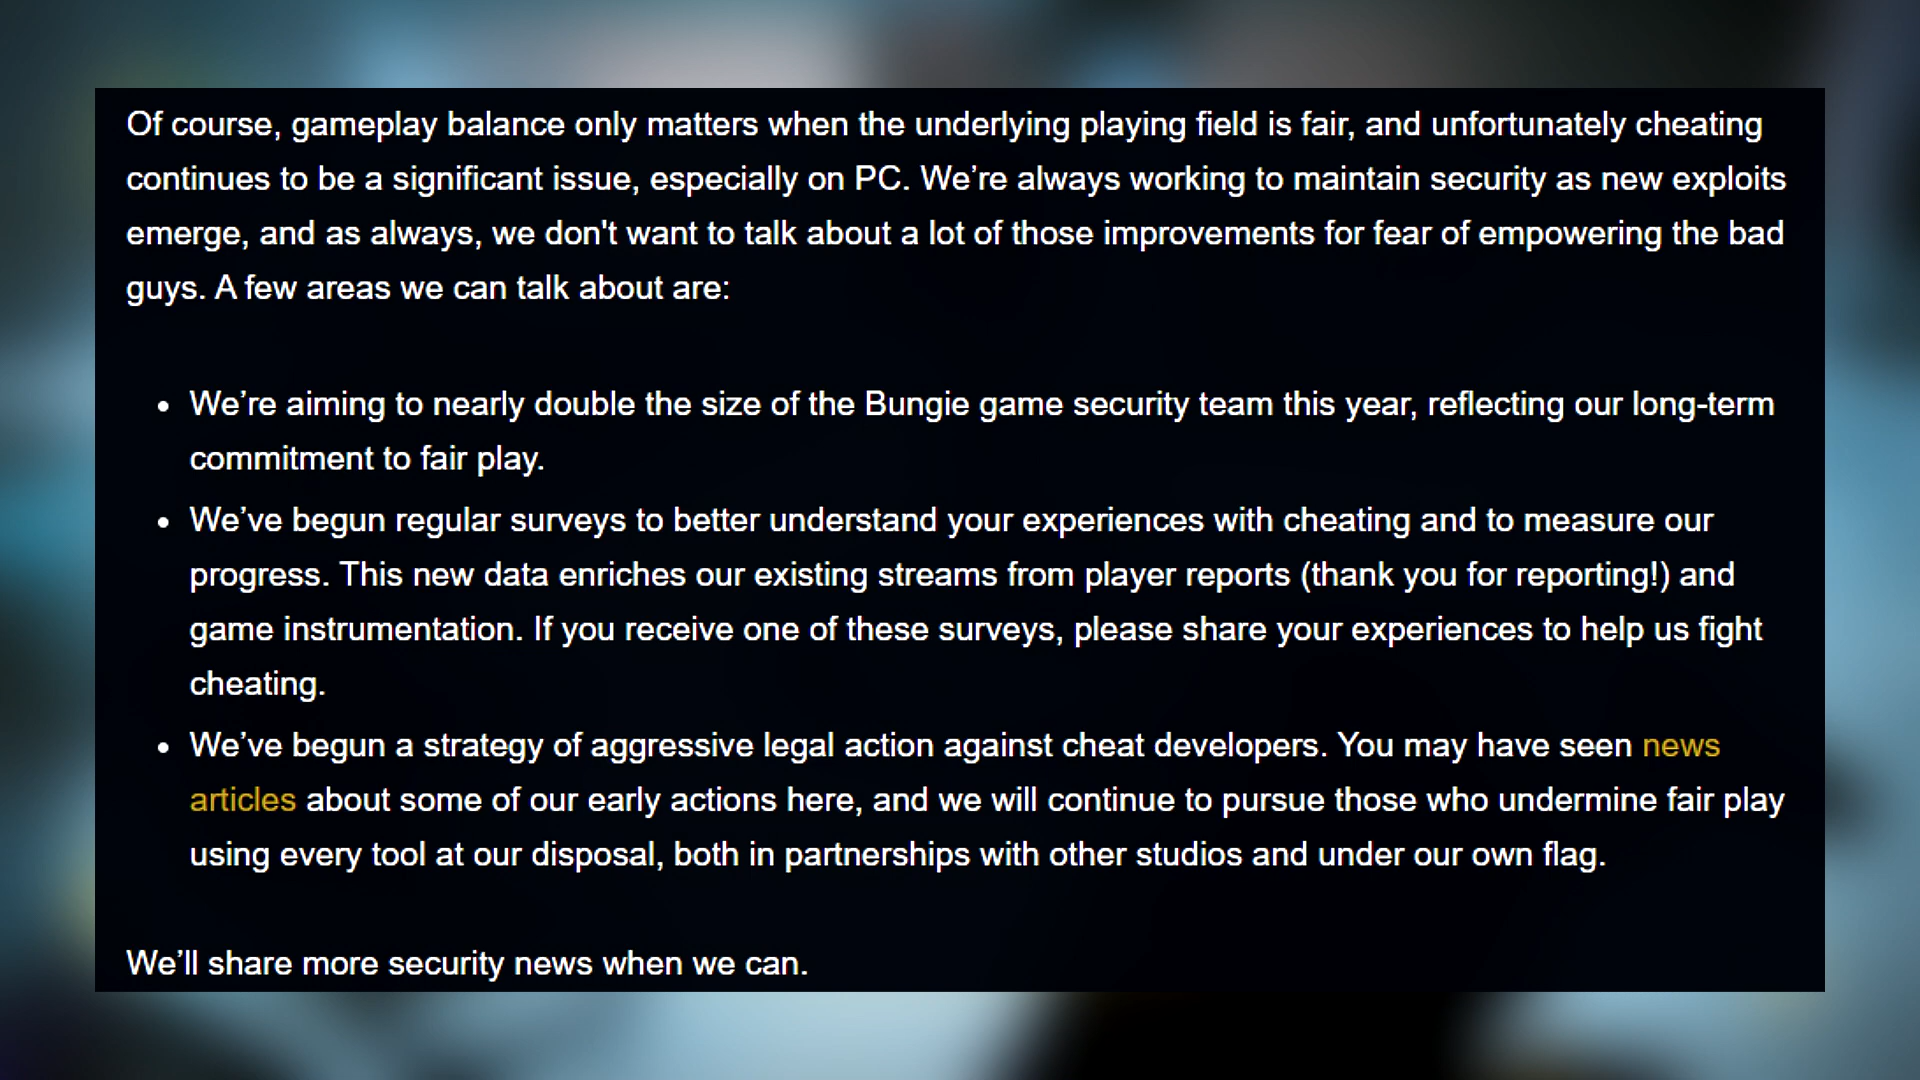 Of course, gameplay balance only matters when the underlying playing field is fair, and unfortunately cheating
continues to be a significant issue, especially on PC. We’re always working to maintain security as new exploits
emerge, and as always, we don't want to talk about a lot of those improvements for fear of empowering the bad
guys. A few areas we can talk about are:
• We’re aiming to nearly double the size of the Bungie game security team this year, reflecting our long-term
commitment to fair play.
• We’ve begun regular surveys to better understand your experiences with cheating and to measure our
progress. This new data enriches our existing streams from player reports (thank you for reporting!) and
game instrumentation. If you receive one of these surveys, please share your experiences to help us fight
cheating.
• We’ve begun a strategy of aggressive legal action against cheat developers. You may have seen news
articles about some of our early actions here, and we will continue to pursue those who undermine fair play
using every tool at our disposal, both in partnerships with other studios and under our own flag.
We’ll share more security news when we can.